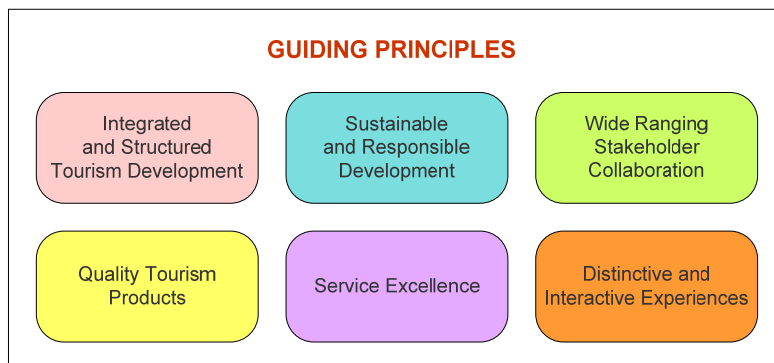 GUIDING PRINCIPLES
Integrated
and Structured
Tourism Development
Sustainable
and Responsible
Development
Wide Ranging
Stakeholder
Collaboration
Quality Tourism
Products
Service Excellence
Distinctive and
Interactive Experiences